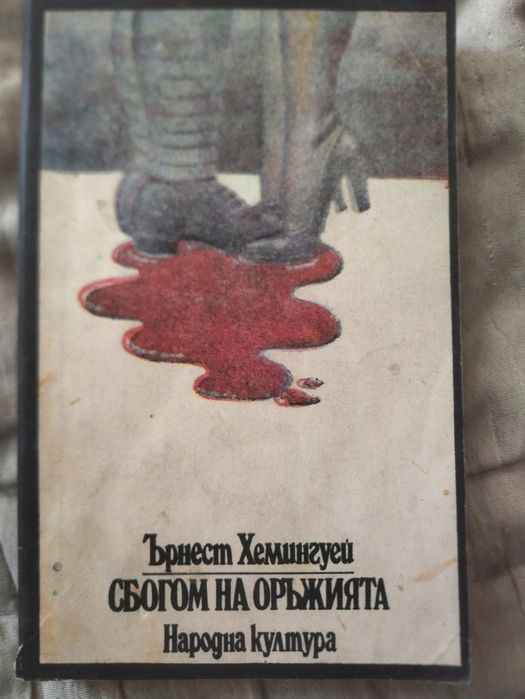 Ърнест Хемингуей
СБОГОМ НА ОРЪЖИЯТА
Народна култура